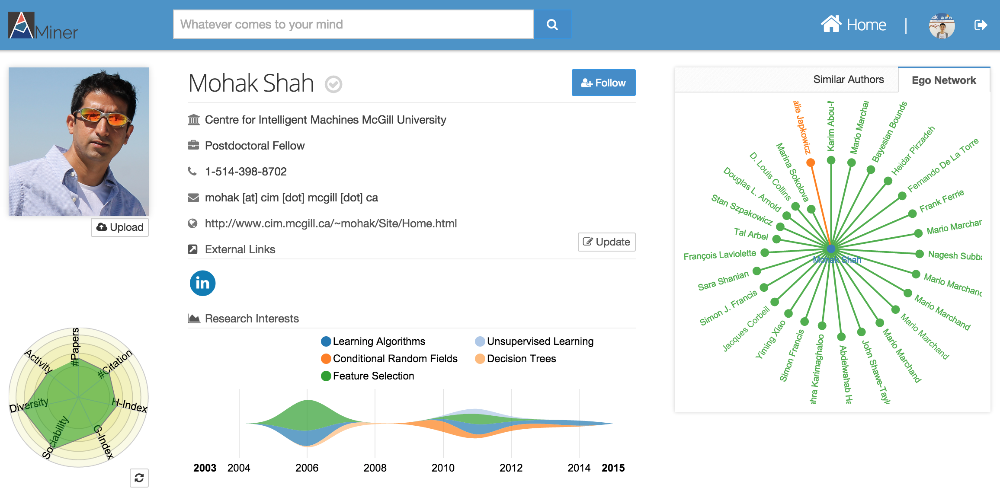 AMiner
Whatever comes to your mind
Home
Upload
Mohak Shah
Follow
Centre for Intelligent Machines McGill University
Postdoctoral Fellow
1-514-398-8702
mohak [at] cim [dot] mcgill [dot] ca
http://www.cim.mcgill.ca/~mohak/Site/Home.html
Update
External Links
in
Research Interests
Learning Algorithms
Unsupervised Learning
Conditional Random Fields
Decision Trees
Feature Selection
2003 2004 2006 2008 2010 2012 2014 2015
#Papers
#Citation
H-Index
G-Index
Sociability
Diversity
Activity
Similar Authors
Ego Network
Japkowicz
Karim Abou-
Mario Marchan
Bayesian Bounds
Heidar Pirzadeh
Fernando De La Torre
Frank Ferrie
Mario Marchan
Nagesh Subba
Mario Marchand
Mario Marchand
Mario Marchand
Mario Marchand
John Shawe-Tayl
Abdelwahab Ha
Karimaghaloo
Simon Francis
Yiming Xiao
Jacques Corbeil
Simon J. Francis
Sara Shanian
François Laviolette
Tal Arbel
Stan Szpakowicz
Douglas L. Arnold
D. Louis Collins
Marina Sokolova
Mohak Shah